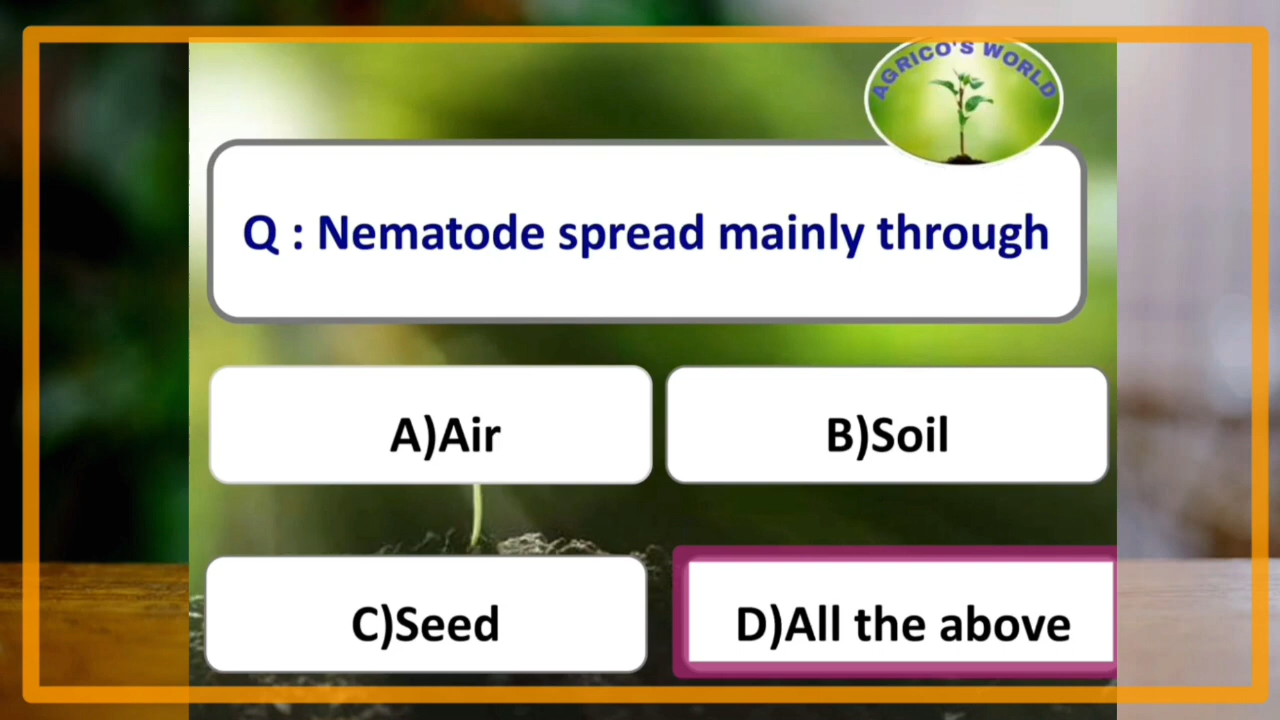 AGRICO'S WORLD
Q : Nematode spread mainly through
A)Air
B)Soil
C)Seed
D)All the above